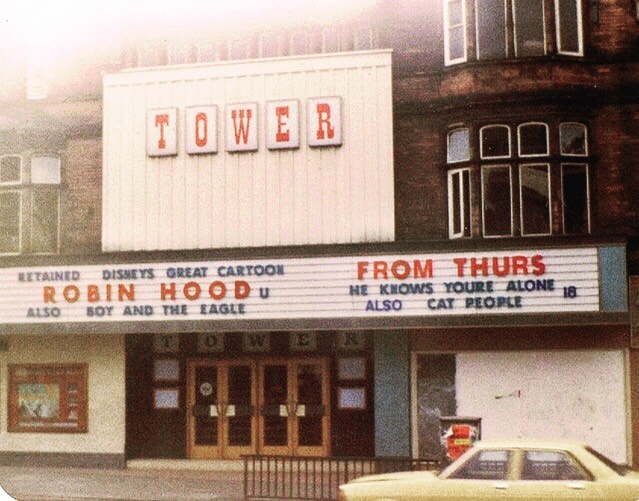 TOWER
RETAINED DISNEYS GREAT CARTOON
ROBIN HOOD U
ALSO BOY AND THE EAGLE
FROM THURS
HE KNOWS YOURE ALONE 18
ALSO CAT PEOPLE
TOWER